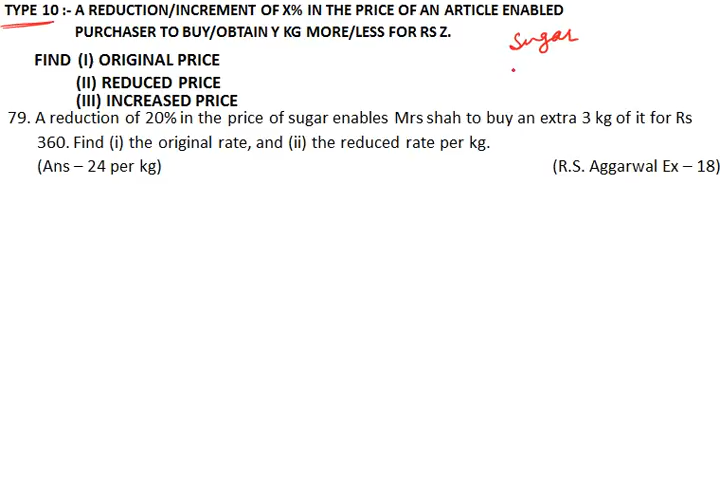 TYPE 10 :- A REDUCTION/INCREMENT OF X% IN THE PRICE OF AN ARTICLE ENABLED
PURCHASER TO BUY/OBTAIN Y KG MORE/LESS FOR RS Z.
Sugar
FIND (I) ORIGINAL PRICE
(II) REDUCED PRICE
(III) INCREASED PRICE
79. A reduction of 20% in the price of sugar enables Mrs shah to buy an extra 3 kg of it for Rs
360. Find (i) the original rate, and (ii) the reduced rate per kg.
(Ans – 24 per kg) (R.S. Aggarwal Ex – 18)